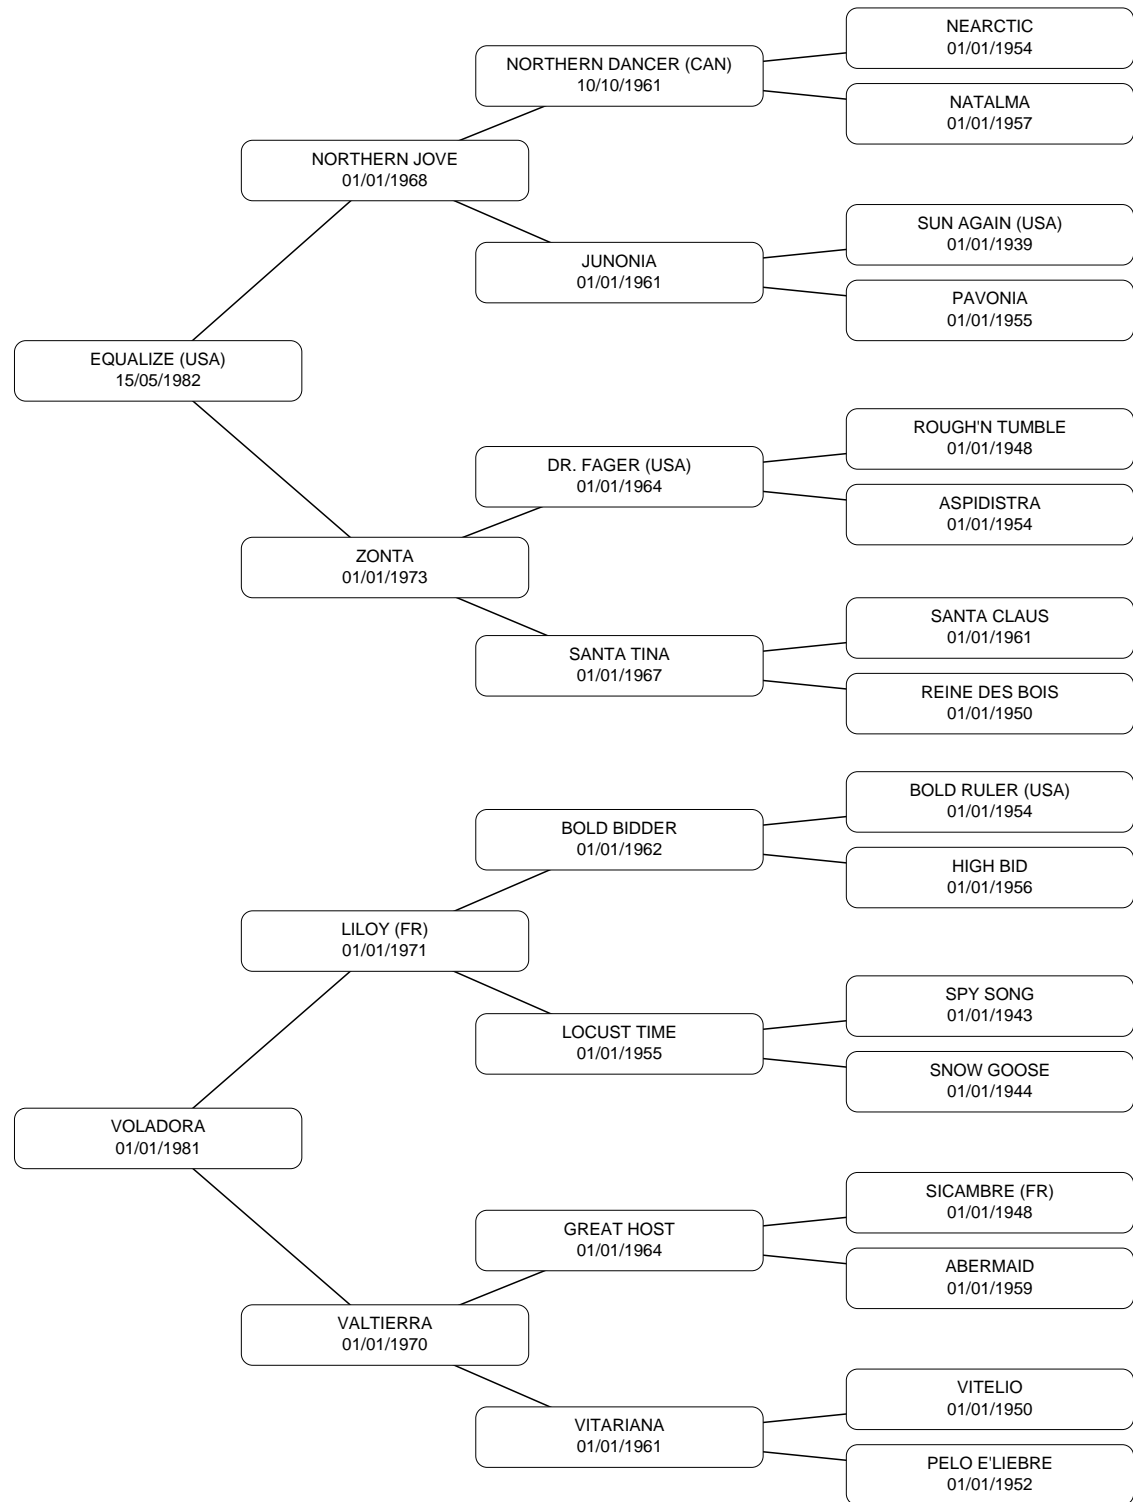 NEARCTIC
01/01/1954
NORTHERN DANCER (CAN)
10/10/1961
NATALMA
01/01/1957
NORTHERN JOVE
01/01/1968
SUN AGAIN (USA)
01/01/1939
JUNONIA
01/01/1961
PAVONIA
01/01/1955
EQUALIZE (USA)
15/05/1982
ROUGH'N TUMBLE
01/01/1948
DR. FAGER (USA)
01/01/1964
ASPIDISTRA
01/01/1954
ZONTA
01/01/1973
SANTA CLAUS
01/01/1961
SANTA TINA
01/01/1967
REINE DES BOIS
01/01/1950
BOLD RULER (USA)
01/01/1954
BOLD BIDDER
01/01/1962
HIGH BID
01/01/1956
LILOY (FR)
01/01/1971
SPY SONG
01/01/1943
LOCUST TIME
01/01/1955
SNOW GOOSE
01/01/1944
VOLADORA
01/01/1981
SICAMBRE (FR)
01/01/1948
GREAT HOST
01/01/1964
ABERMAID
01/01/1959
VALTIERRA
01/01/1970
VITELIO
01/01/1950
VITARIANA
01/01/1961
PELO E'LIEBRE
01/01/1952